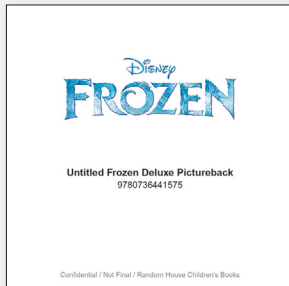 Disney
FROZEN
Untitled Frozen Deluxe Pictureback
9780736441575
Confidential / Not Final / Random House Children's Books